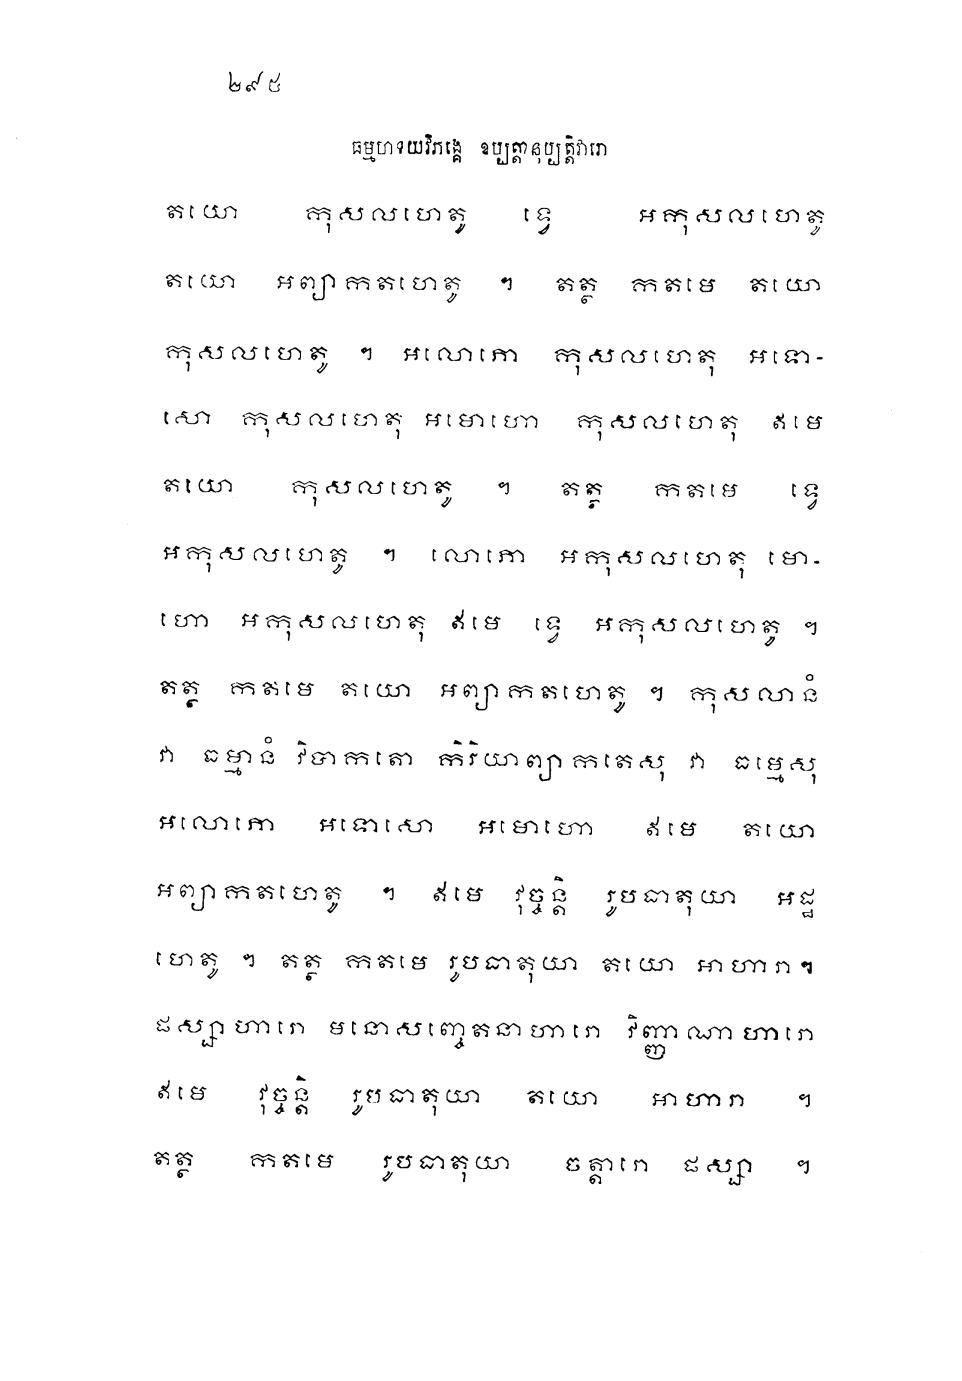 ២៩៥
ធម្មហទយវិភង្គេ ឧប្បត្តានុប្បត្តិវារោ
តយោ កុសលហេតូ ទ្វេ អកុសលហេតូ
តយោ អព្យាកតហេតូ ។ តត្ថ កតមេ តយោ
កុសលហេតូ ។ អលោភោ កុសលហេតុ អទោ-
សោ កុសលហេតុ អមោហោ កុសលហេតុ ឥមេ
តយោ កុសលហេតូ ។ តត្ថ កតមេ ទ្វេ
អកុសលហេតូ ។ លោភោ អកុសលហេតុ មោ-
ហោ អកុសលហេតុ ឥមេ ទ្វេ អកុសលហេតូ ។
តត្ថ កតមេ តយោ អព្យាកតហេតូ ។ កុសលានំ
វា ធម្មានំ វិបាកតោ កិរិយាព្យាកតេសុ វា ធម្មេសុ
អលោភោ អទោសោ អមោហោ ឥមេ តយោ
អព្យាកតហេតូ ។ ឥមេ វុច្ចន្តិ រូបធាតុយា អដ្ឋ
ហេតូ ។ តត្ថ កតមេ រូបធាតុយា តយោ អាហារា។
ផស្សាហារោ មនោសញ្ចេតនាហារោ វិញ្ញាណាហារោ
ឥមេ វុច្ចន្តិ រូបធាតុយា តយោ អាហារា ។
តត្ថ កតមេ រូបធាតុយា ចត្តារោ ផស្សា ។